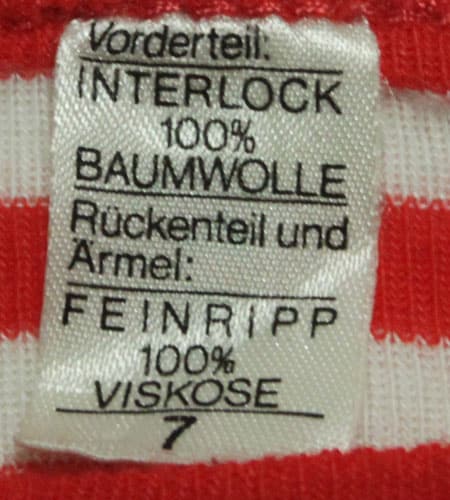 Vorderteil:
INTERLOCK
100%
BAUMWOLLE
Rückenteil und
Ärmel:
FEINRIPP
100%
VISKOSE
7